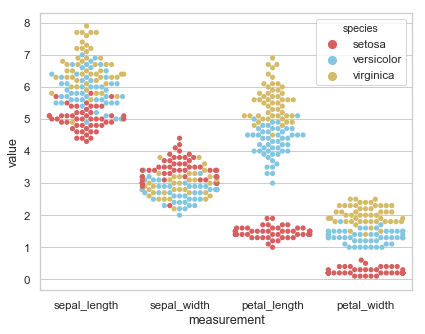 species
setosa
versicolor
virginica
8
7
6
5
4
3
2
1
0
value
sepal_length sepal_width petal_length petal_width
measurement